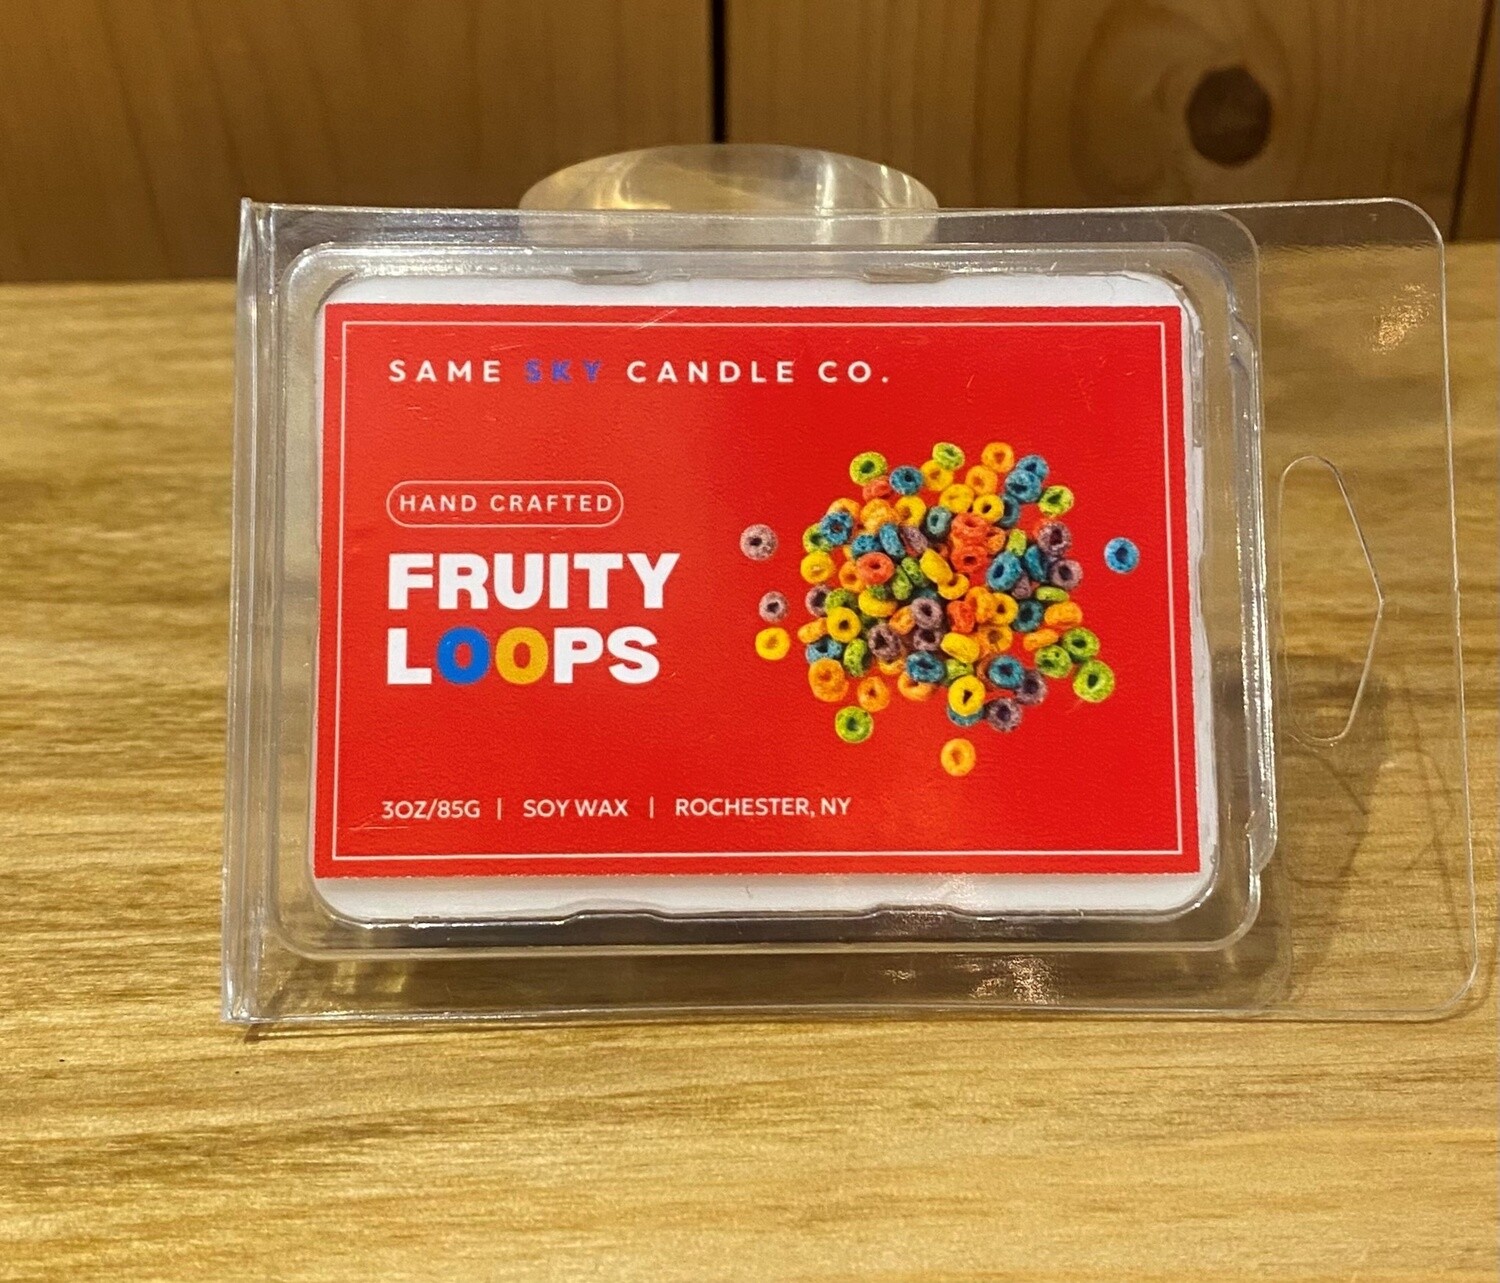 SAME SKY CANDLE CO.
HAND CRAFTED
FRUITY
LOOPS
3OZ/85G | SOY WAX | ROCHESTER, NY